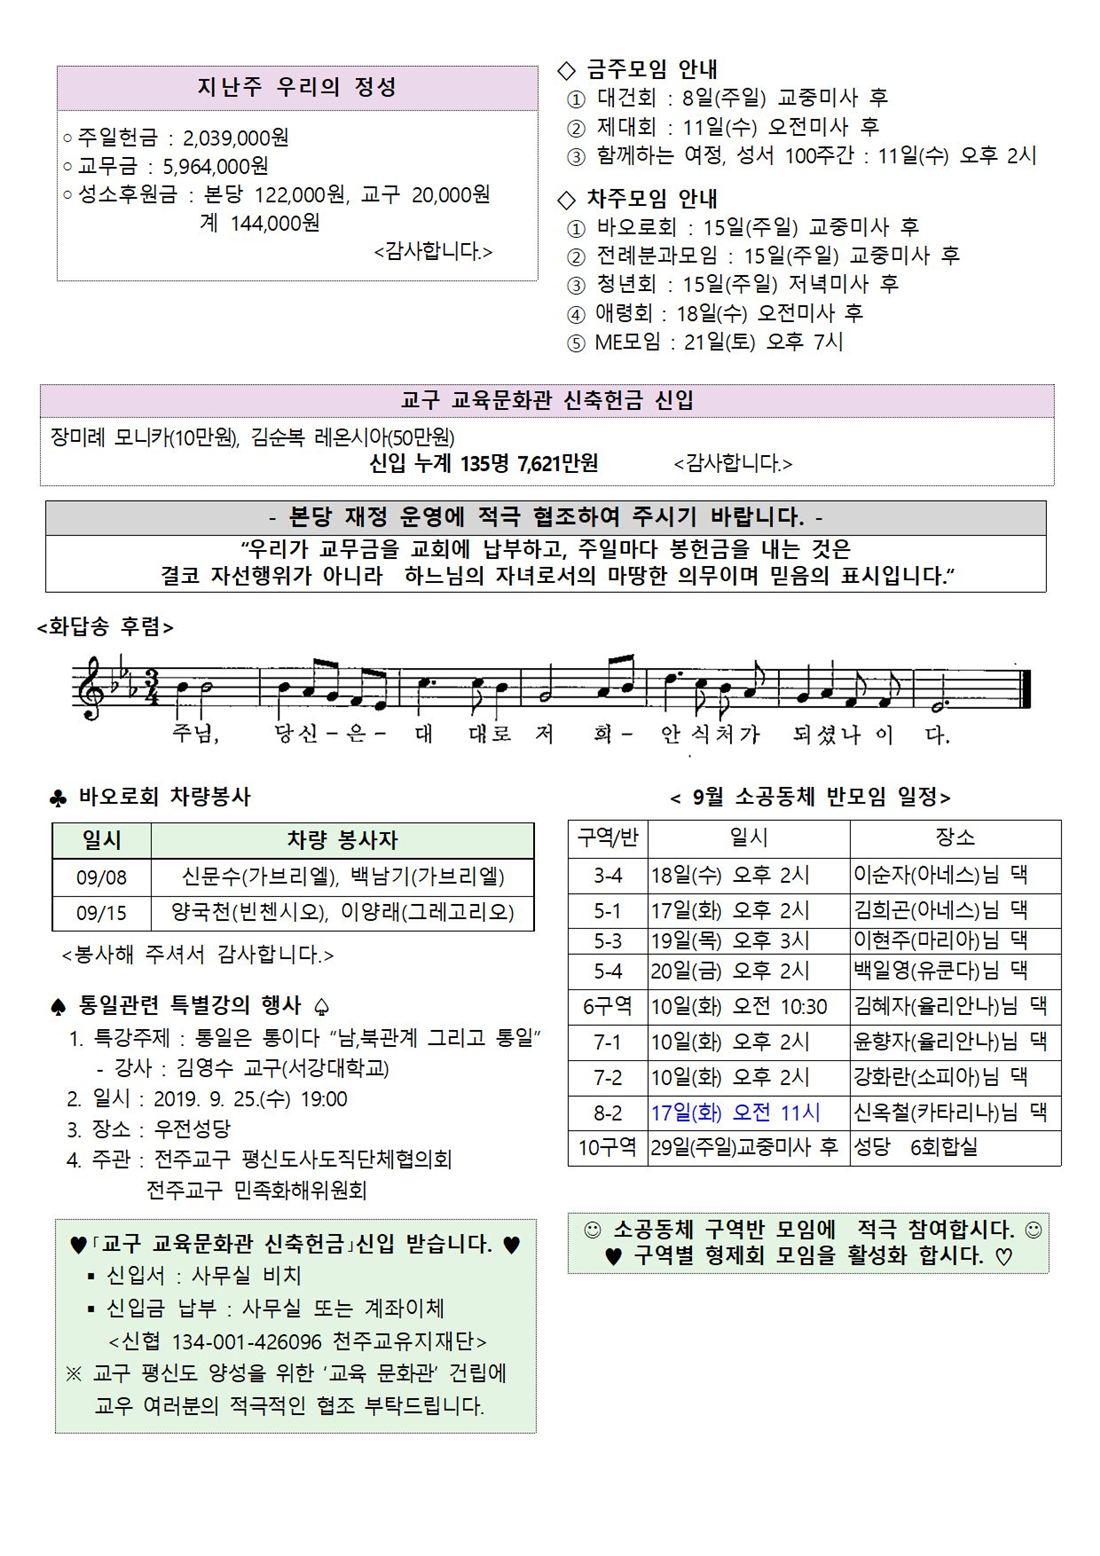 지난주 우리의 정성
○ 주일헌금 : 2,039,000원
○ 교무금 : 5,964,000원
○ 성소후원금 : 본당 122,000원, 교구 20,000원
계 144,000원
<감사합니다.>
◇ 금주모임 안내
① 대건회 : 8일(주일) 교중미사 후
② 제대회 : 11일(수) 오전미사 후
③ 함께하는 여정, 성서 100주간 : 11일(수) 오후 2시
◇ 차주모임 안내
① 바오로회 : 15일(주일) 교중미사 후
② 전례분과모임 : 15일(주일) 교중미사 후
③ 청년회 : 15일(주일) 저녁미사 후
④ 애령회 : 18일(수) 오전미사 후
⑤ ME모임 : 21일(토) 오후 7시
교구 교육문화관 신축헌금 신입
장미례 모니카(10만원), 김순복 레온시아(50만원)
신입 누계 135명 7,621만원 <감사합니다.>
- 본당 재정 운영에 적극 협조하여 주시기 바랍니다. -
“우리가 교무금을 교회에 납부하고, 주일마다 봉헌금을 내는 것은
결코 자선행위가 아니라 하느님의 자녀로서의 마땅한 의무이며 믿음의 표시입니다.“
<화답송 후렴>
3
4
주님, 당신 - 은 - 대 대로 저 희 - 안 식처가 되셨나 이 다.
♣ 바오로회 차량봉사
일시 차량 봉사자
09/08 신문수(가브리엘), 백남기(가브리엘)
09/15 양국천(빈첸시오), 이양래(그레고리오)
<봉사해 주셔서 감사합니다.>
♠ 통일관련 특별강의 행사 ♤
1. 특강주제 : 통일은 통이다 “남,북관계 그리고 통일”
- 강사 : 김영수 교구(서강대학교)
2. 일시 : 2019. 9. 25.(수) 19:00
3. 장소 : 우전성당
4. 주관 : 전주교구 평신도사도직단체협의회
전주교구 민족화해위원회
♥「교구 교육문화관 신축헌금」신입 받습니다. ♥
▪ 신입서 : 사무실 비치
▪ 신입금 납부 : 사무실 또는 계좌이체
<신협 134-001-426096 천주교유지재단>
※ 교구 평신도 양성을 위한 ‘교육 문화관’ 건립에
교우 여러분의 적극적인 협조 부탁드립니다.
< 9월 소공동체 반모임 일정>
구역/반 일시 장소
3-4 18일(수) 오후 2시 이순자(아네스)님 댁
5-1 17일(화) 오후 2시 김희곤(아네스)님 댁
5-3 19일(목) 오후 3시 이현주(마리아)님 댁
5-4 20일(금) 오후 2시 백일영(유쿤다)님 댁
6구역 10일(화) 오전 10:30 김혜자(율리안나)님 댁
7-1 10일(화) 오후 2시 윤향자(율리안나)님 댁
7-2 10일(화) 오후 2시 강화란(소피아)님 댁
8-2 17일(화) 오전 11시 신옥철(카타리나)님 댁
10구역 29일(주일)교중미사 후 성당 6회합실
☺ 소공동체 구역반 모임에 적극 참여합시다. ☺
♥ 구역별 형제회 모임을 활성화 합시다. ♡